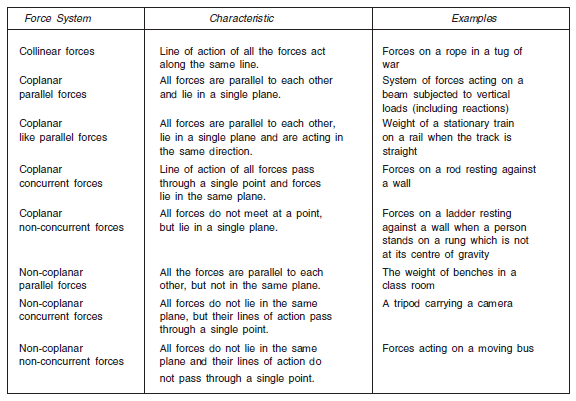 Force System Characteristic Examples
Collinear forces Line of action of all the forces act Forces on a rope in a tug of
along the same line. war
Coplanar All forces are parallel to each other System of forces acting on a
parallel forces and lie in a single plane. beam subjected to vertical
loads (including reactions)
Coplanar All forces are parallel to each other, Weight of a stationary train
like parallel forces lie in a single plane and are acting in on a rail when the track is
the same direction. straight
Coplanar Line of action of all forces pass Forces on a rod resting against
concurrent forces through a single point and forces a wall
lie in the same plane.
Coplanar All forces do not meet at a point, Forces on a ladder resting
non-concurrent forces but lie in a single plane. against a wall when a person
stands on a rung which is not
at its centre of gravity
Non-coplanar All the forces are parallel to each The weight of benches in a
parallel forces other, but not in the same plane. class room
Non-coplanar All forces do not lie in the same A tripod carrying a camera
concurrent forces plane, but their lines of action pass
through a single point.
Non-coplanar All forces do not lie in the same Forces acting on a moving bus
non-concurrent forces plane and their lines of action do
not pass through a single point.